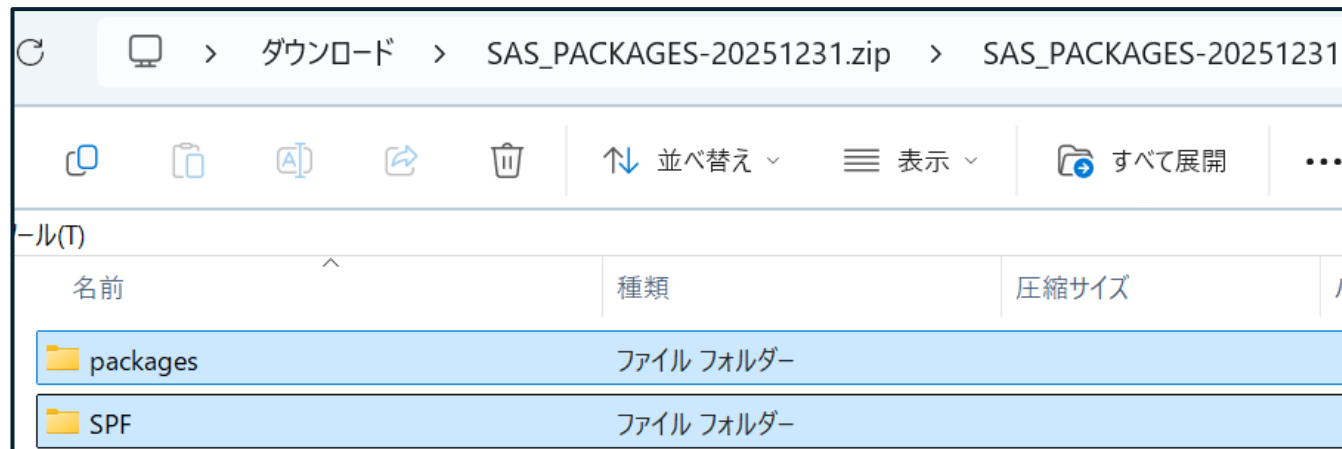 > ダウンロード > SAS_PACKAGES-20251231.zip > SAS_PACKAGES-20251231
並べ替え 表示 すべて展開 •••
ール(T)
名前 種類 圧縮サイズ
packages ファイル フォルダー
SPF ファイル フォルダー